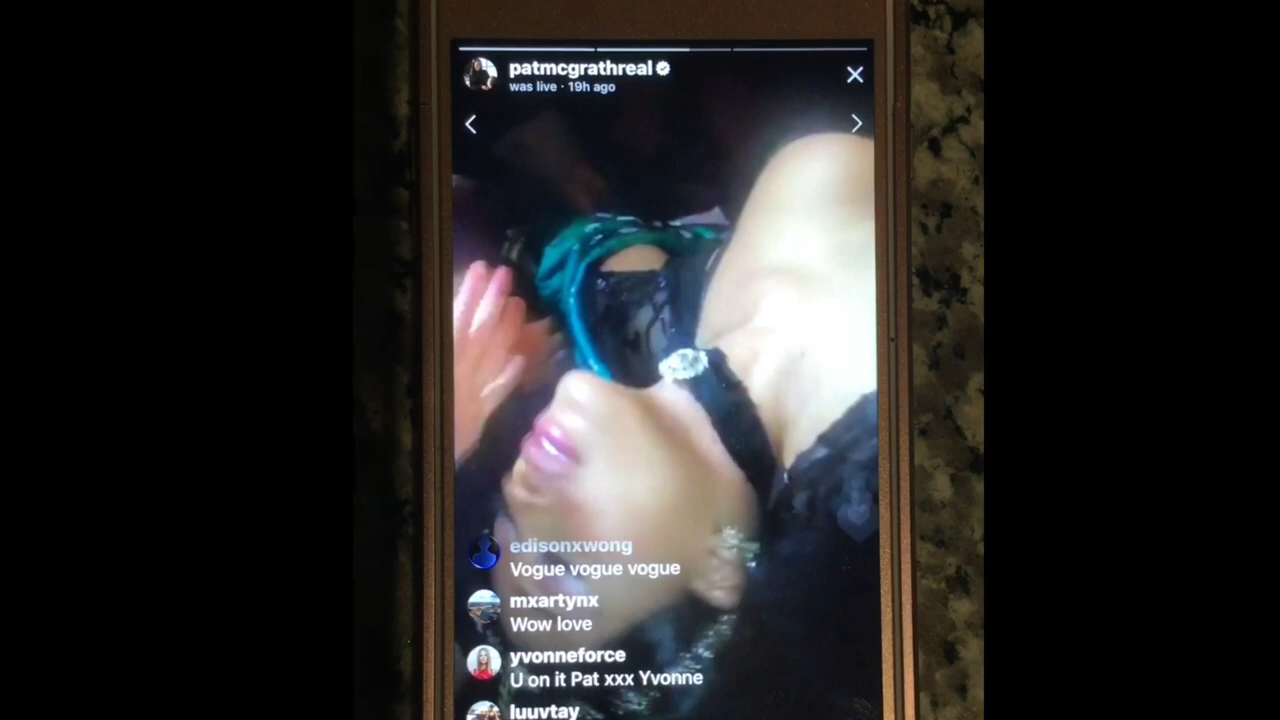 patmcgrathreal
was live · 19h ago
edisonxwong
Vogue vogue vogue
mxartynx
Wow love
yvonneforce
U on it Pat xxx Yvonne
luuvtay